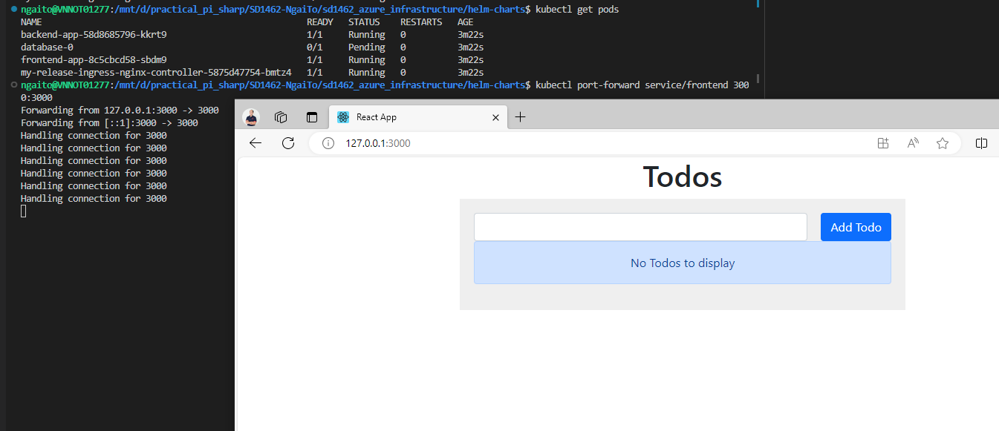 ngaito@VNNOT01277:/mnt/d/practical_pi_sharp/SD1462-NgaiTo/sd1462_azure_infrastructure/helm-charts$ kubectl get pods
NAME READY STATUS RESTARTS AGE
backend-app-58d8685796-kkrt9 1/1 Running 0 3m22s
database-0 0/1 Pending 0 3m22s
frontend-app-8c5cbcd58-sbdm9 1/1 Running 0 3m22s
my-release-ingress-nginx-controller-5875d47754-bmtz4 1/1 Running 0 3m22s
ngaito@VNNOT01277:/mnt/d/practical_pi_sharp/SD1462-NgaiTo/sd1462_azure_infrastructure/helm-charts$ kubectl port-forward service/frontend 300
0:3000
Forwarding from 127.0.0.1:3000 -> 3000
Forwarding from [::1]:3000 -> 3000
Handling connection for 3000
Handling connection for 3000
Handling connection for 3000
Handling connection for 3000
Handling connection for 3000
Handling connection for 3000
React App
127.0.0.1:3000
Todos
Add Todo
No Todos to display